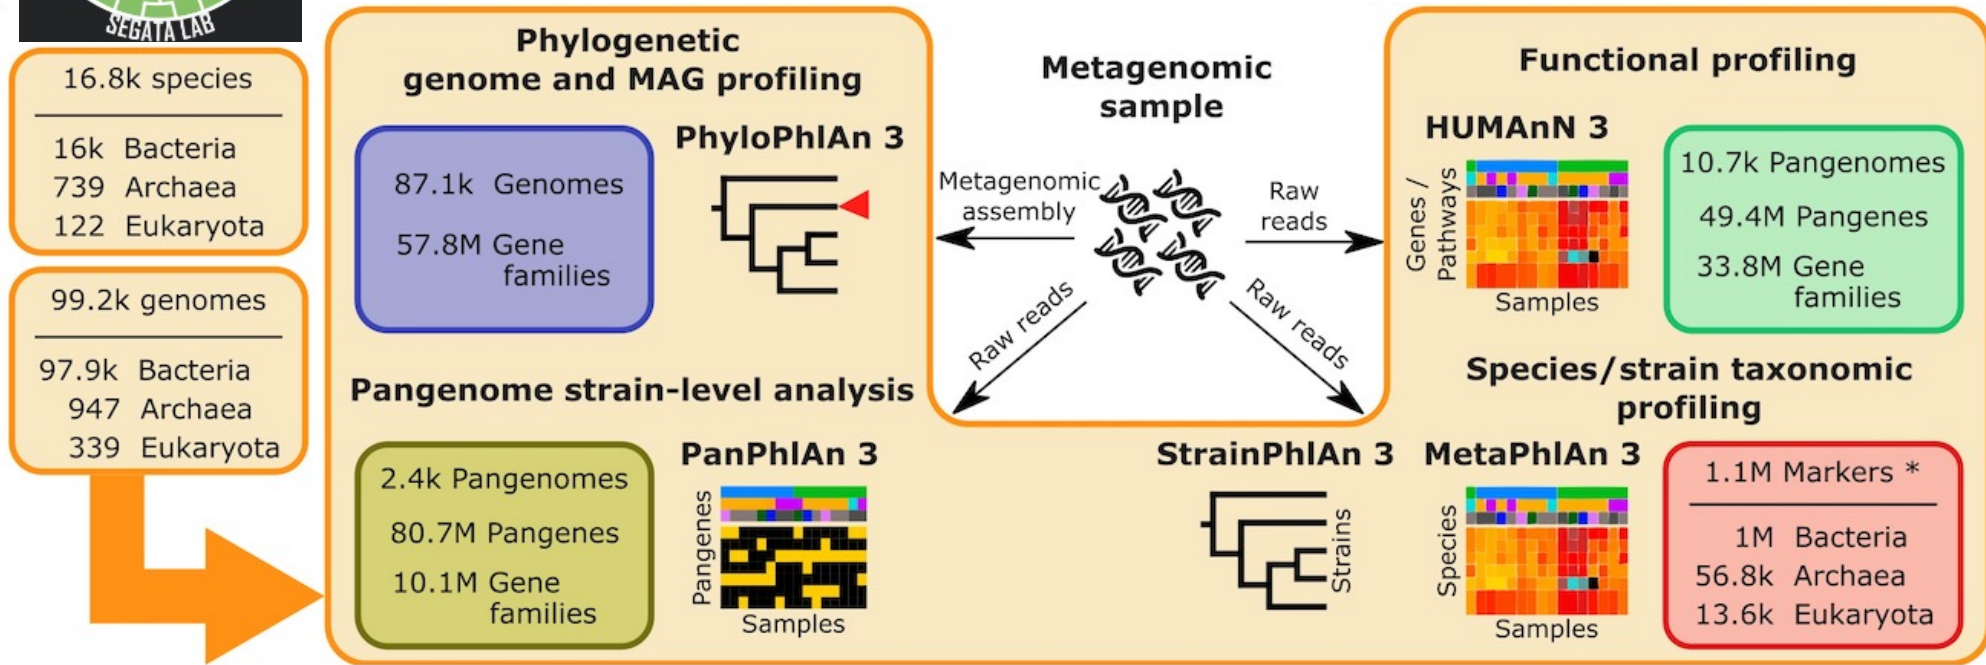 SEGATA LAB
16.8k species
16k Bacteria
739 Archaea
122 Eukaryota
99.2k genomes
97.9k Bacteria
947 Archaea
339 Eukaryota
Phylogenetic
genome and MAG profiling
PhyloPhlAn 3
87.1k Genomes
57.8M Gene
families
Pangenome strain-level analysis
PanPhlAn 3
2.4k Pangenomes
80.7M Pangenes
10.1M Gene
families
Pangenes
Samples
Metagenomic
sample
Metagenomic
assembly
Raw
reads
Raw reads
Raw reads
Functional profiling
HUMAnN 3
Genes /
Pathways
Samples
10.7k Pangenomes
49.4M Pangenes
33.8M Gene
families
Species/strain taxonomic
profiling
StrainPhlAn 3
Strains
MetaPhlAn 3
Species
Samples
1.1M Markers *
1M Bacteria
56.8k Archaea
13.6k Eukaryota